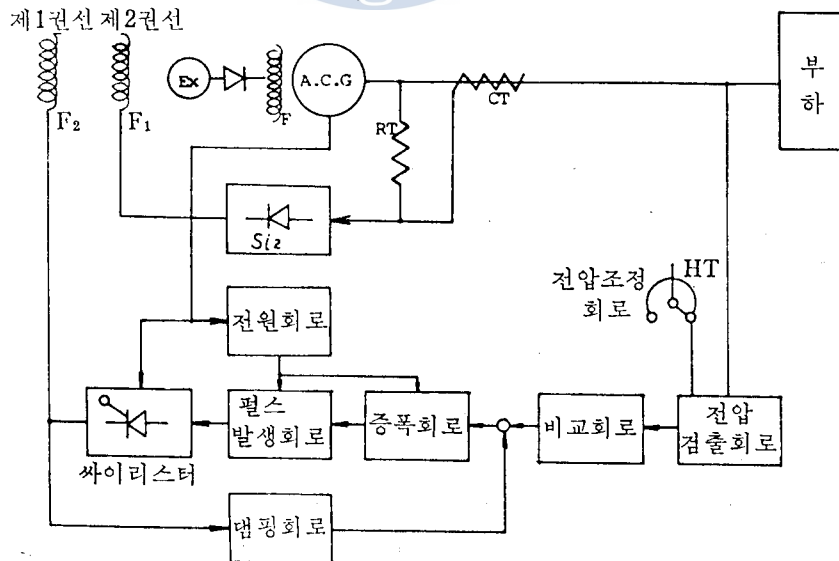 제1권선 제2권선
F₂
F₁
Ex
F
A.C.G
RT
CT
부
하
Si₂
전압조정
회로
HT
전원회로
펄스
발생회로
증폭회로
비교회로
전압
검출회로
싸이리스터
댐핑회로